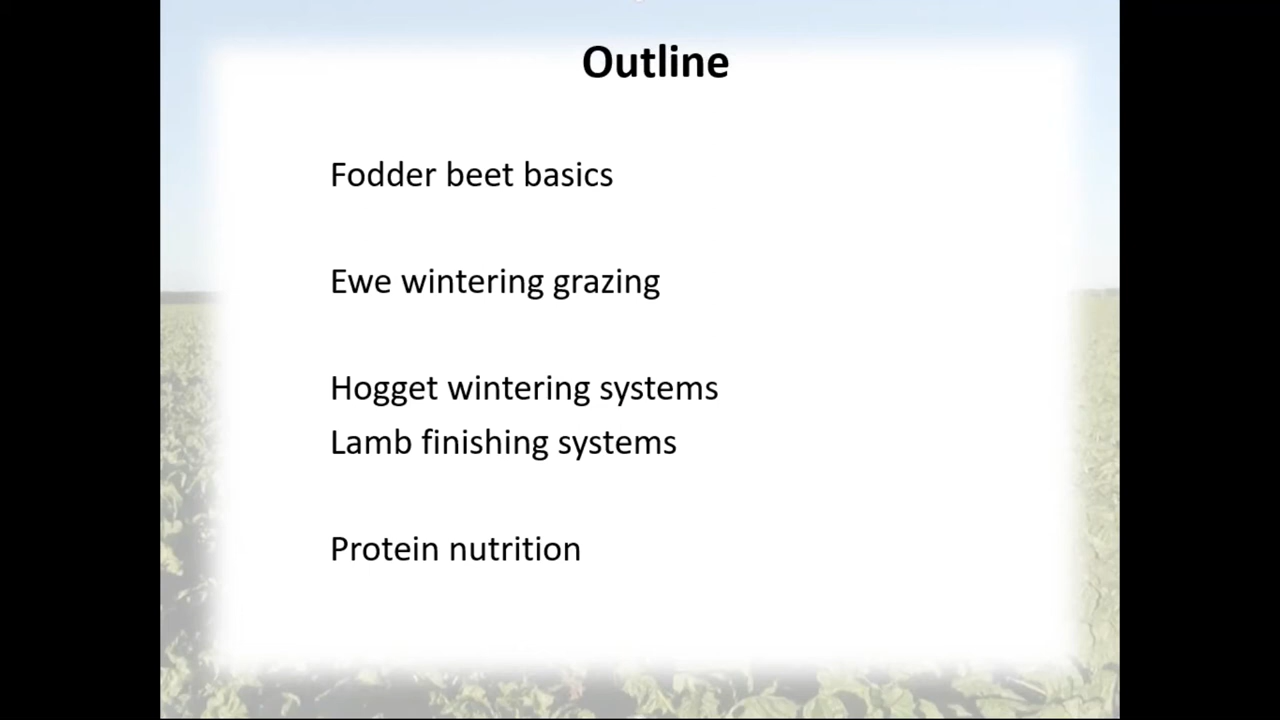 Outline
Fodder beet basics
Ewe wintering grazing
Hogget wintering systems
Lamb finishing systems
Protein nutrition